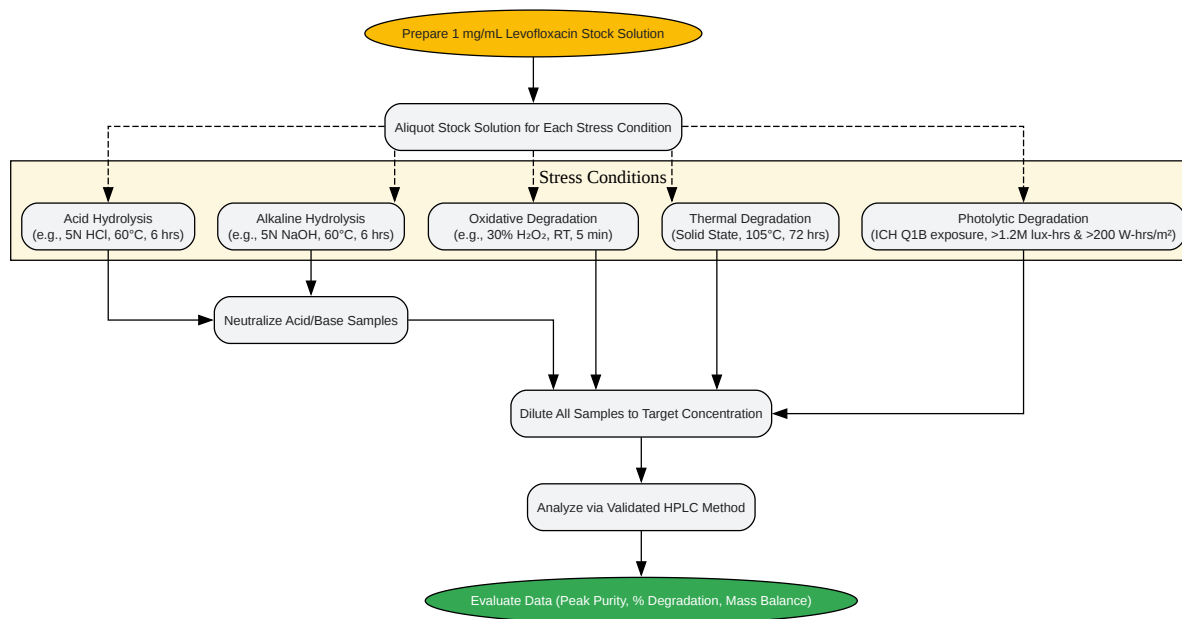 Prepare 1 mg/mL Levofloxacin Stock Solution
Aliquot Stock Solution for Each Stress Condition
Stress Conditions
Acid Hydrolysis
(e.g., 5N HCl, 60°C, 6 hrs)
Alkaline Hydrolysis
(e.g., 5N NaOH, 60°C, 6 hrs)
Oxidative Degradation
(e.g., 30% H₂O₂, RT, 5 min)
Thermal Degradation
(Solid State, 105°C, 72 hrs)
Photolytic Degradation
(ICH Q1B exposure, >1.2M lux-hrs & >200 W-hrs/m²)
Neutralize Acid/Base Samples
Dilute All Samples to Target Concentration
Analyze via Validated HPLC Method
Evaluate Data (Peak Purity, % Degradation, Mass Balance)